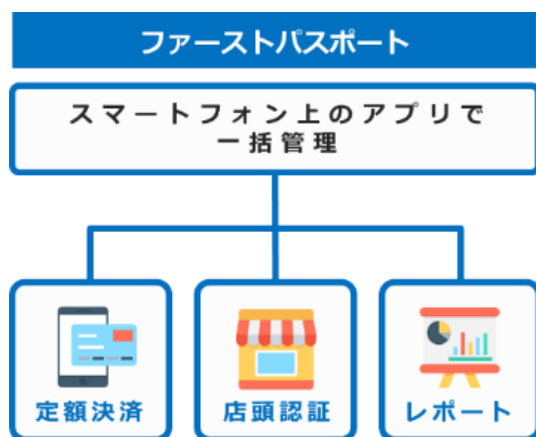 ファーストパスポート
スマートフォン上のアプリで
一括管理
定額決済
店頭認証
レポート